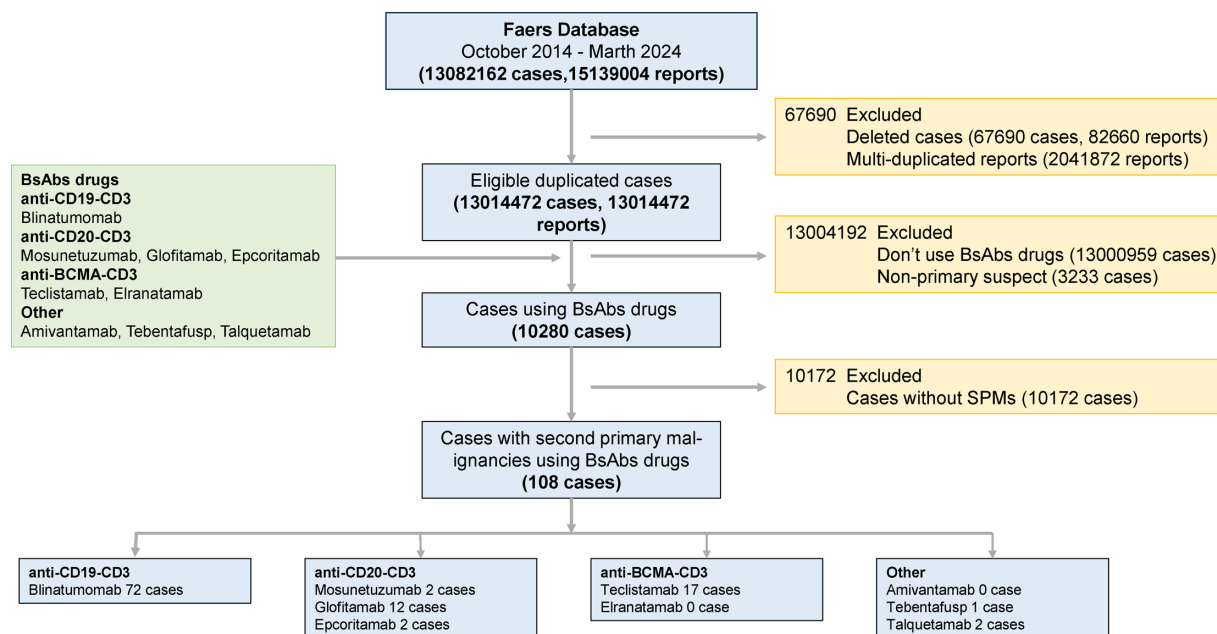 Faers Database
October 2014 - Marth 2024
(13082162 cases,15139004 reports)
67690 Excluded
Deleted cases (67690 cases, 82660 reports)
Multi-duplicated reports (2041872 reports)
BsAbs drugs
anti-CD19-CD3
Blinatumomab
anti-CD20-CD3
Mosunetuzumab, Glofitamab, Epcoritamab
anti-BCMA-CD3
Teclistamab, Elranatamab
Other
Amivantamab, Tebentafusp, Talquetamab
Eligible duplicated cases
(13014472 cases, 13014472
reports)
13004192 Excluded
Don’t use BsAbs drugs (13000959 cases)
Non-primary suspect (3233 cases)
Cases using BsAbs drugs
(10280 cases)
10172 Excluded
Cases without SPMs (10172 cases)
Cases with second primary mal-
ignancies using BsAbs drugs
(108 cases)
anti-CD19-CD3
Blinatumomab 72 cases
anti-CD20-CD3
Mosunetuzumab 2 cases
Glofitamab 12 cases
Epcoritamab 2 cases
anti-BCMA-CD3
Teclistamab 17 cases
Elranatamab 0 case
Other
Amivantamab 0 case
Tebentafusp 1 case
Talquetamab 2 cases